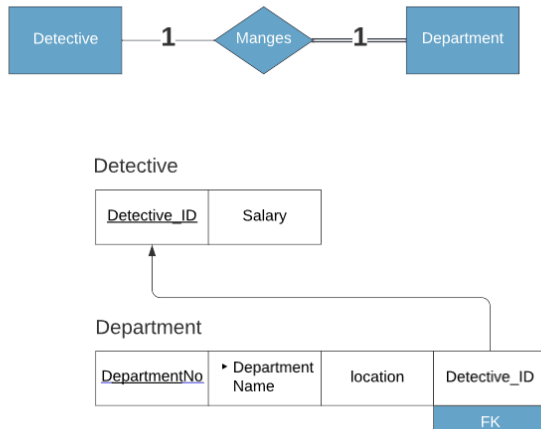 Detective
1
Manges
1
Department
Detective
Detective_ID
Salary
Department
DepartmentNo
‣ Department
Name
location
Detective_ID
FK